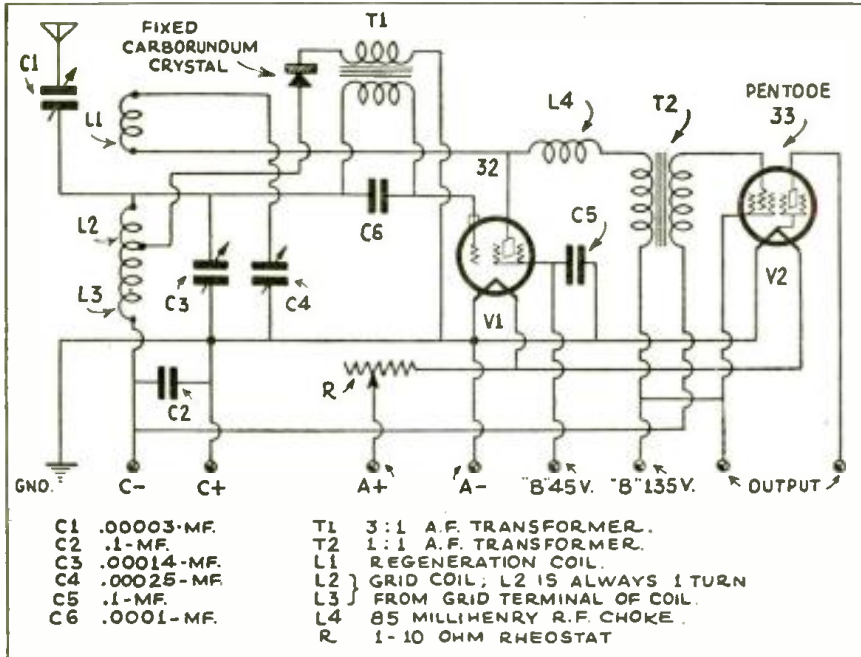 FIXED
CARBORUNDUM
CRYSTAL
T1
C1
L1
L4
T2
PENTODE
33
32
C5
L2
C6
C3
C4
V1
V2
L3
R
C2
GND.
C-
C+
A+
A-
"B"45V.
"B"135V.
OUTPUT
C1 .00003-MF.
C2 .1-MF.
C3 .00014-MF.
C4 .00025-MF.
C5 .1-MF.
C6 .0001-MF.
T1 3:1 A.F. TRANSFORMER.
T2 1:1 A.F. TRANSFORMER.
L1 REGENERATION COIL.
L2 } GRID COIL; L2 IS ALWAYS 1 TURN
L3 } FROM GRID TERMINAL OF COIL.
L4 85 MILLIHENRY R.F. CHOKE.
R 1-10 OHM RHEOSTAT